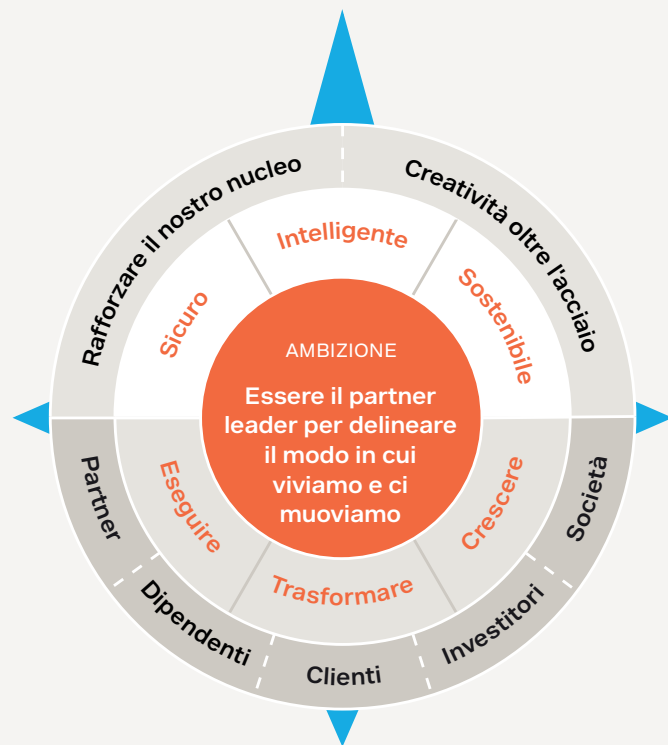 Rafforzare il nostro nucleo
Creatività oltre l'acciaio
Sicuro
Intelligente
Sostenibile
AMBIZIONE
Essere il partner
leader per delineare
il modo in cui
viviamo e ci
muoviamo
Eseguire
Trasformare
Crescere
Partner
Dipendenti
Clienti
Investitori
Società